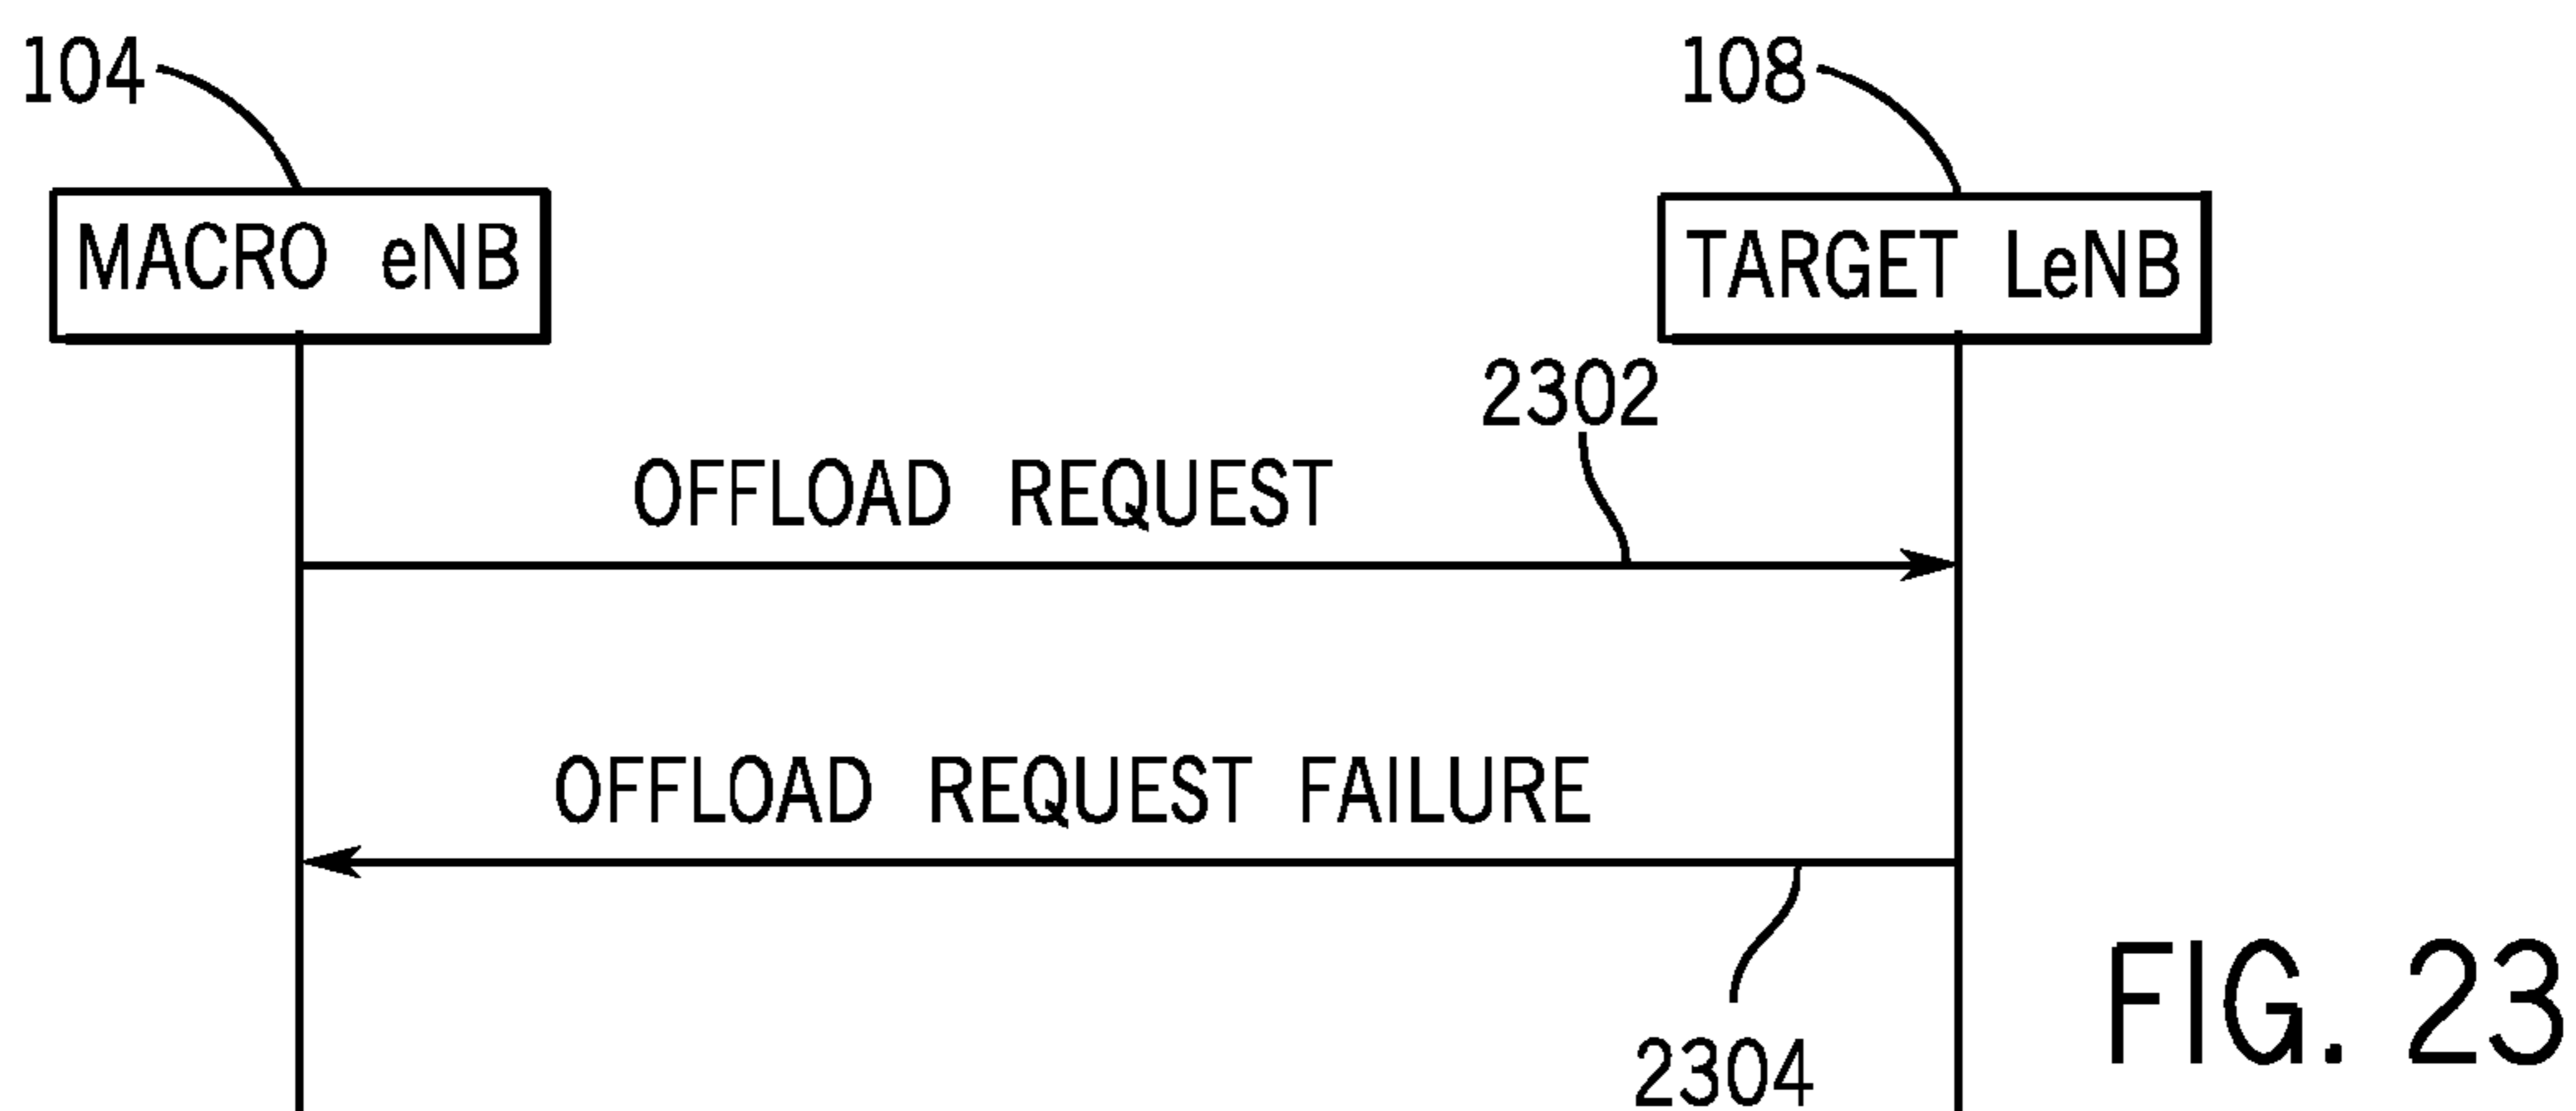 104
108
MACRO eNB
TARGET LeNB
2302
OFFLOAD REQUEST
OFFLOAD REQUEST FAILURE
2304
FIG. 23